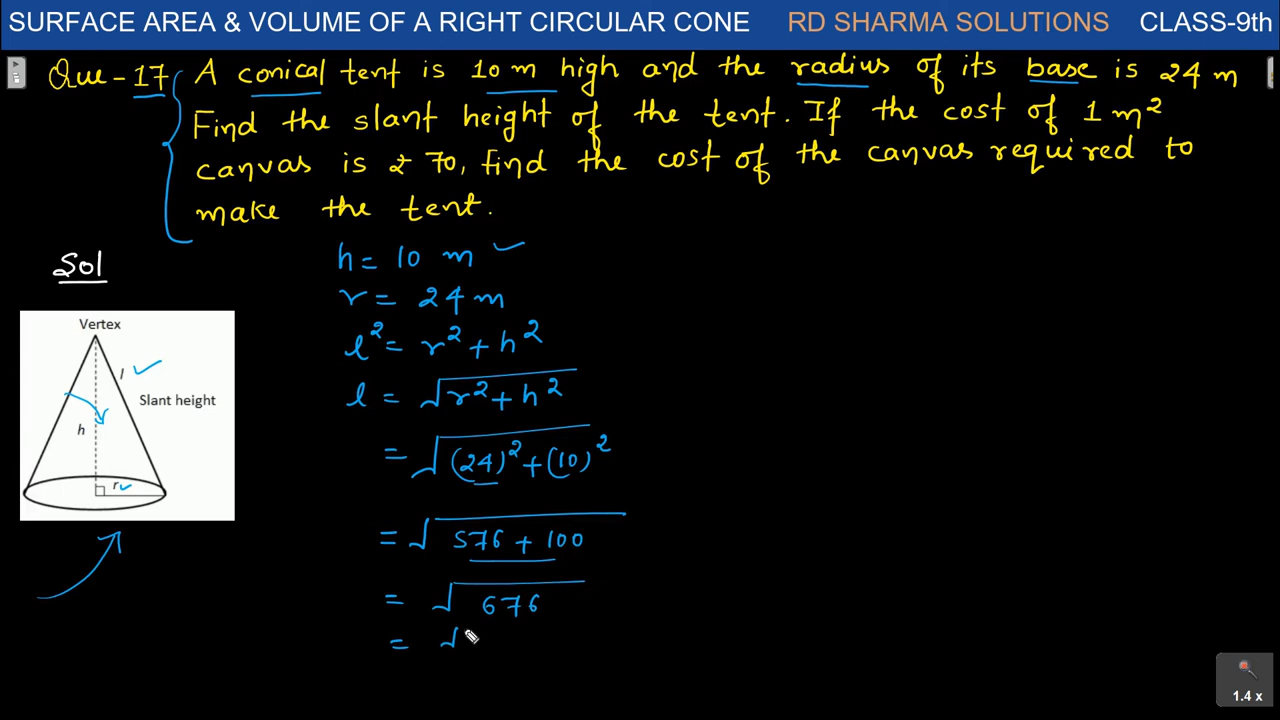 SURFACE AREA & VOLUME OF A RIGHT CIRCULAR CONE RD SHARMA SOLUTIONS CLASS-9th
Que-17 A conical tent is 10 m high and the radius of its base is 24 m
Find the slant height of the tent. If the cost of 1 m²
canvas is ₹ 70, find the cost of the canvas required to
make the tent.
Sol
h = 10 m ✓
r = 24 m
l² = r² + h²
l = √r² + h²
= √(24)² + (10)²
= √576 + 100
= √676
= √
Vertex
l ✓
Slant height
h
r ✓
1.4 x